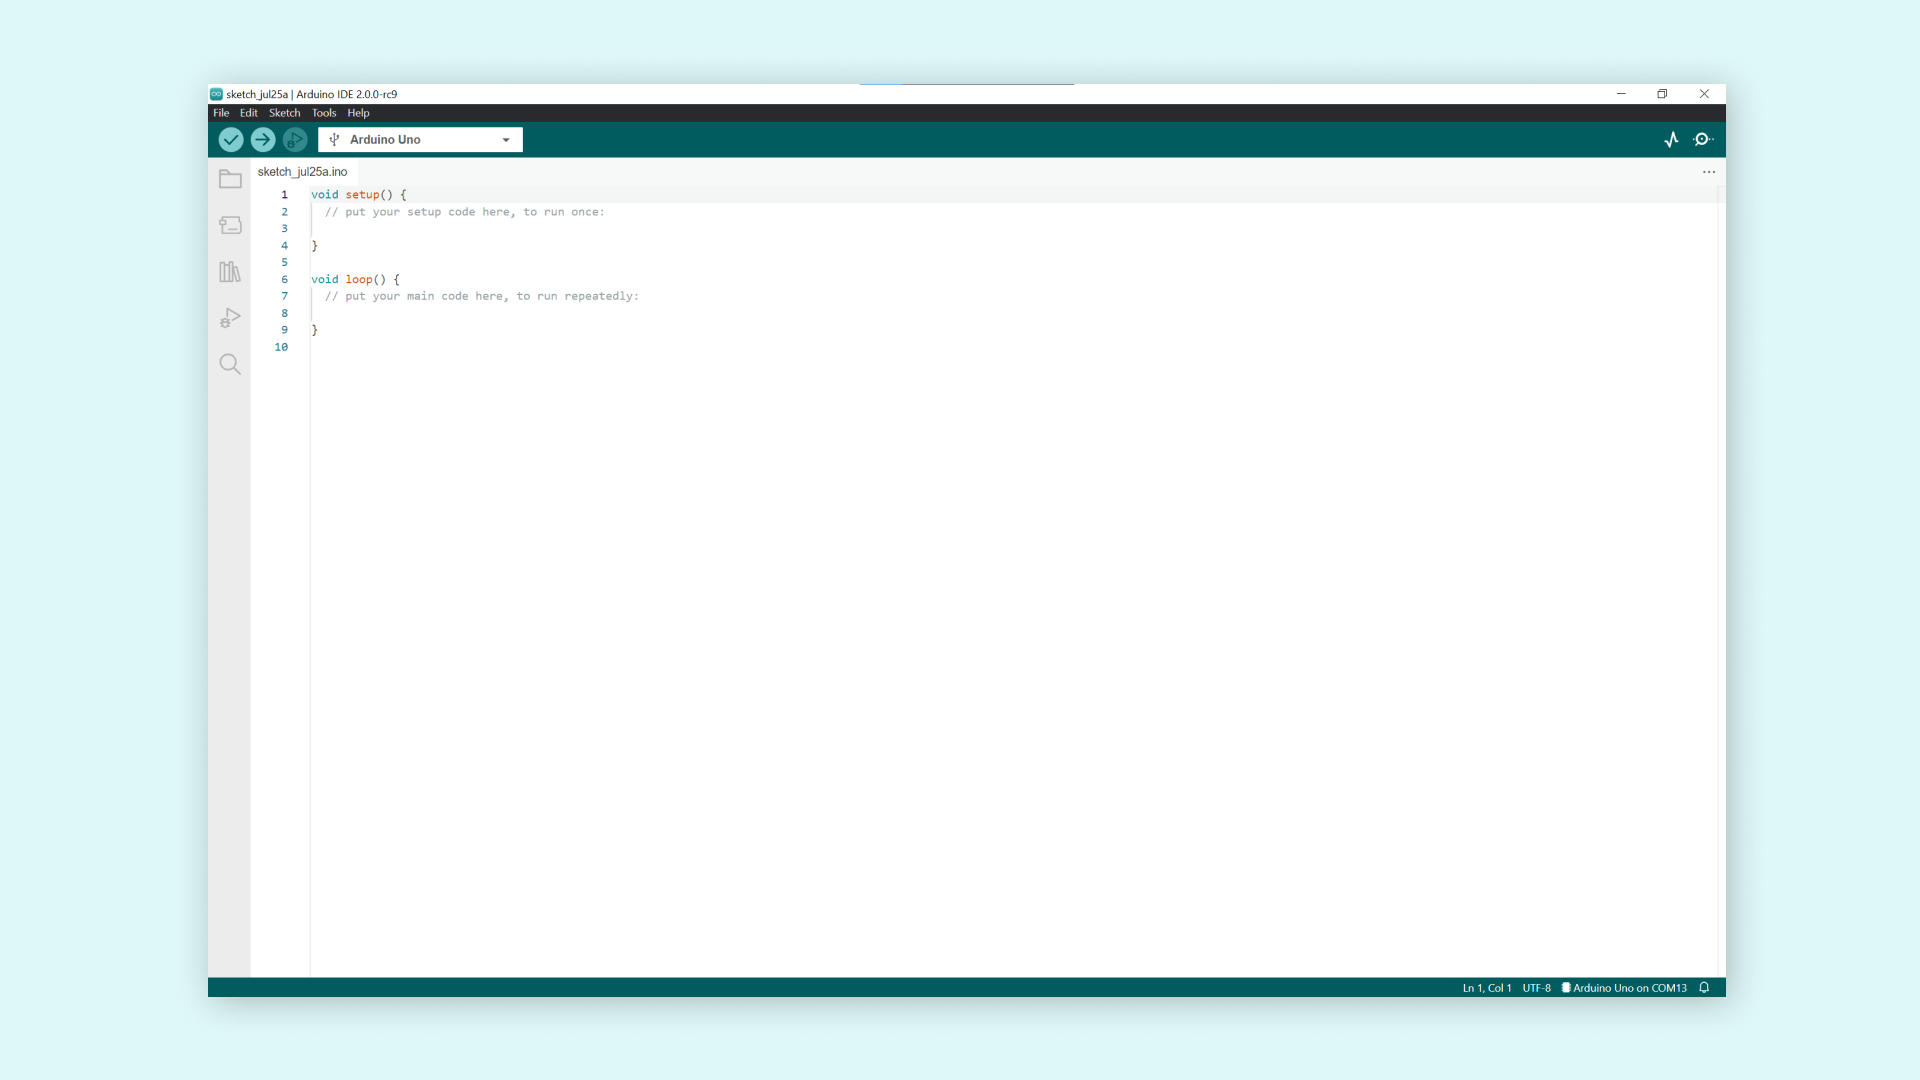 sketch_jul25a | Arduino IDE 2.0.0-rc9
File Edit Sketch Tools Help
Arduino Uno
sketch_jul25a.ino
1 void setup() {
2 // put your setup code here, to run once:
3
4 }
5
6 void loop() {
7 // put your main code here, to run repeatedly:
8
9 }
10
Ln 1, Col 1 UTF-8 Arduino Uno on COM13